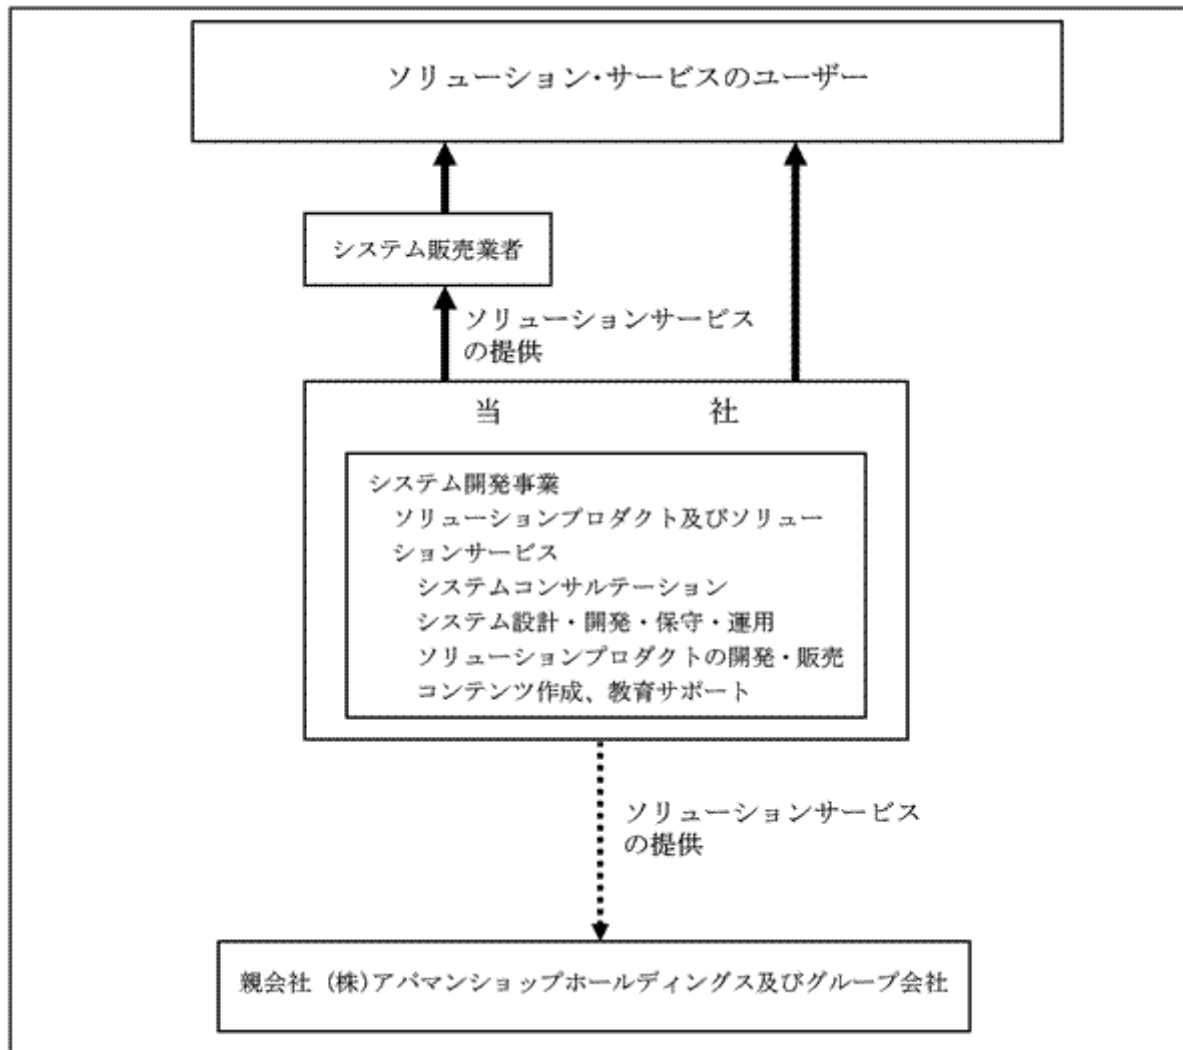 ソリューション・サービスのユーザー
システム販売業者
ソリューションサービス
の提供
当　社
システム開発事業
ソリューションプロダクト及びソリュー
ションサービス
システムコンサルテーション
システム設計・開発・保守・運用
ソリューションプロダクトの開発・販売
コンテンツ作成、教育サポート
ソリューションサービス
の提供
親会社 (株)アパマンショップホールディングス及びグループ会社